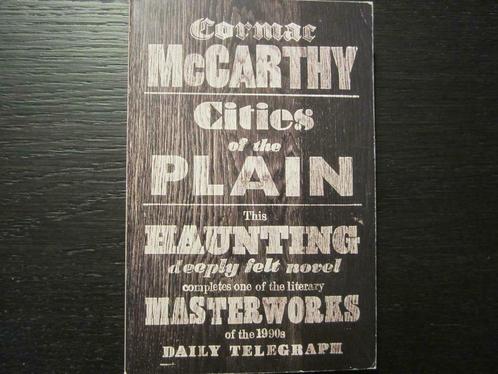 Cormac
McCARTHY
Cities
of the
PLAIN
This
HAUNTING
deeply felt novel
completes one of the literary
MASTERWORKS
of the 1990s
DAILY TELEGRAPH